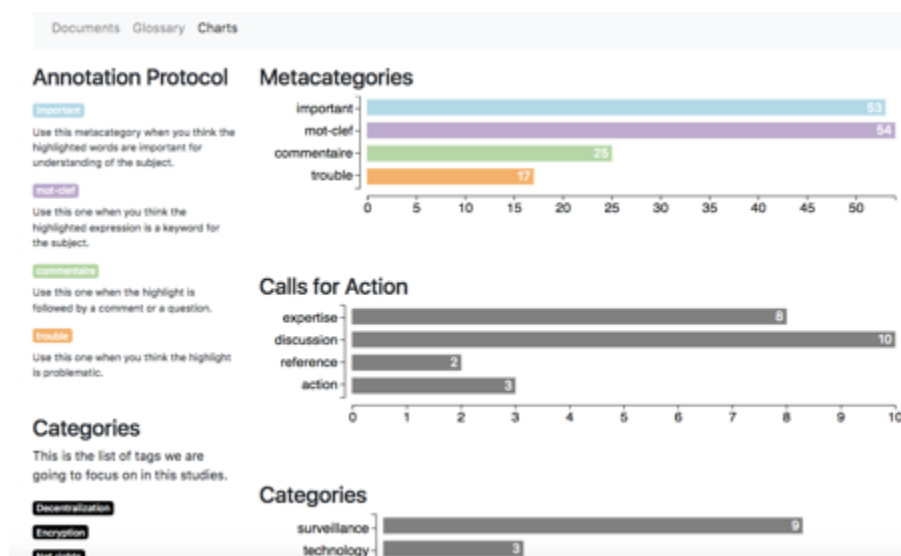 Documents Glossary Charts
Annotation Protocol
important
Use this metacategory when you think the
highlighted words are important for
understanding of the subject.
mot-clef
Use this one when you think the
highlighted expression is a keyword for
the subject.
commentaire
Use this one when the highlight is
followed by a comment or a question.
trouble
Use this one when you think the highlight
is problematic.
Categories
This is the list of tags we are
going to focus on in this studies.
Decentralization
Encryption
Metacategories
important 53
mot-clef 54
commentaire 25
trouble 17
0 5 10 15 20 25 30 35 40 45 50
Calls for Action
expertise 8
discussion 10
reference 2
action 3
0 1 2 3 4 5 6 7 8 9 10
Categories
surveillance 9
technology 3